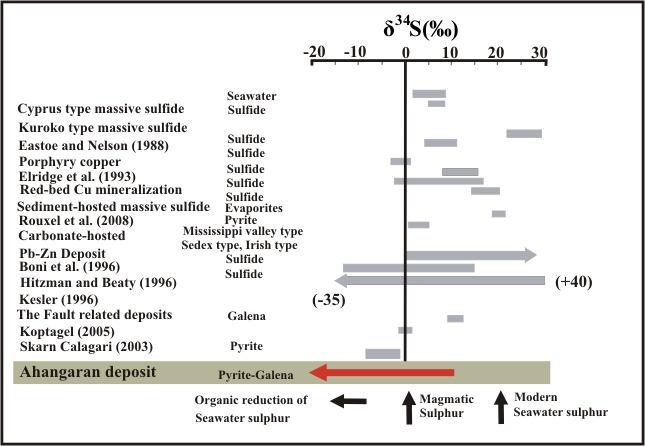 δ34S(‰)
-20 -10 0 10 20 30
Seawater
Cyprus type massive sulfide Sulfide
Kuroko type massive sulfide
Eastoe and Nelson (1988) Sulfide
Sulfide
Porphyry copper
Elridge et al. (1993) Sulfide
Red-bed Cu mineralization Sulfide
Sulfide
Sediment-hosted massive sulfide Evaporites
Rouxel et al. (2008) Pyrite
Carbonate-hosted Mississippi valley type
Sedex type, Irish type
Pb-Zn Deposit Sulfide
Boni et al. (1996)
Hitzman and Beaty (1996) Sulfide
(+40)
Kesler (1996) (-35)
The Fault related deposits Galena
Koptagel (2005)
Skarn Calagari (2003) Pyrite
Ahangaran deposit Pyrite-Galena
Organic reduction of
Seawater sulphur
Magmatic
Sulphur
Modern
Seawater sulphur